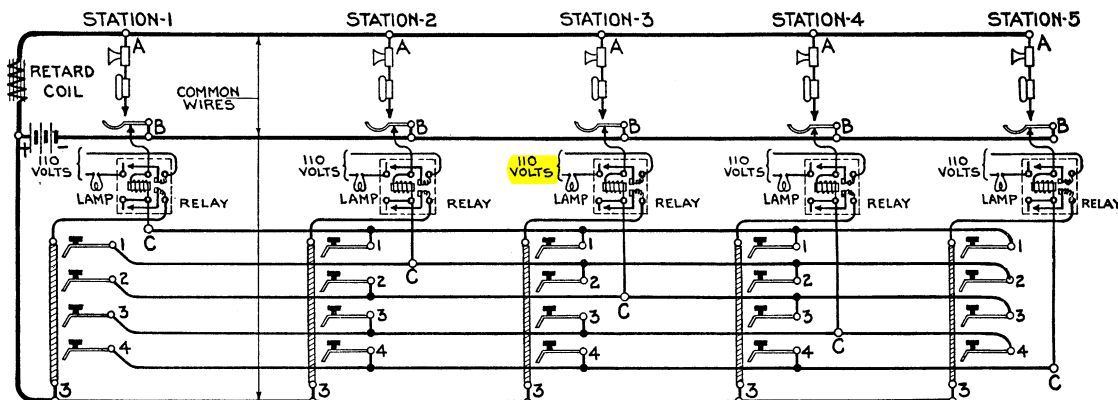 STATION-1 STATION-2 STATION-3 STATION-4 STATION-5
A A A A A
RETARD
COIL
COMMON
WIRES
B B B B B
+ -
110
VOLTS
110
VOLTS
110
VOLTS
110
VOLTS
110
VOLTS
LAMP RELAY LAMP RELAY LAMP RELAY LAMP RELAY LAMP RELAY
C
1 1 1 1 1
C
2 2 2 2 2
C
3 3 3 3 3
C
4 4 4 4 4
C
3 3 3 3 3